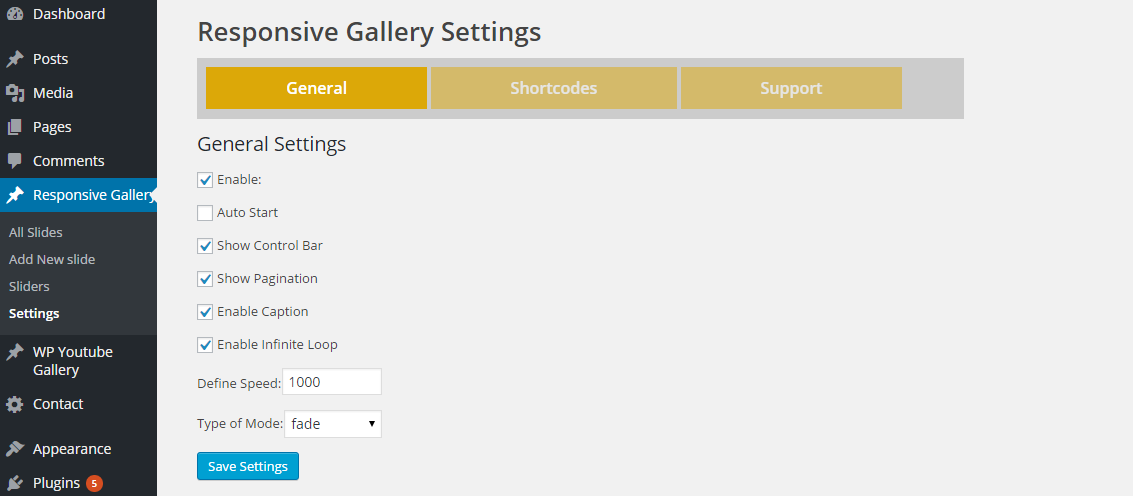 Dashboard
Posts
Media
Pages
Comments
Responsive Gallery
All Slides
Add New slide
Sliders
Settings
WP Youtube
Gallery
Contact
Appearance
Plugins 5
Responsive Gallery Settings
General Shortcodes Support
General Settings
Enable:
Auto Start
Show Control Bar
Show Pagination
Enable Caption
Enable Infinite Loop
Define Speed: 1000
Type of Mode: fade
Save Settings